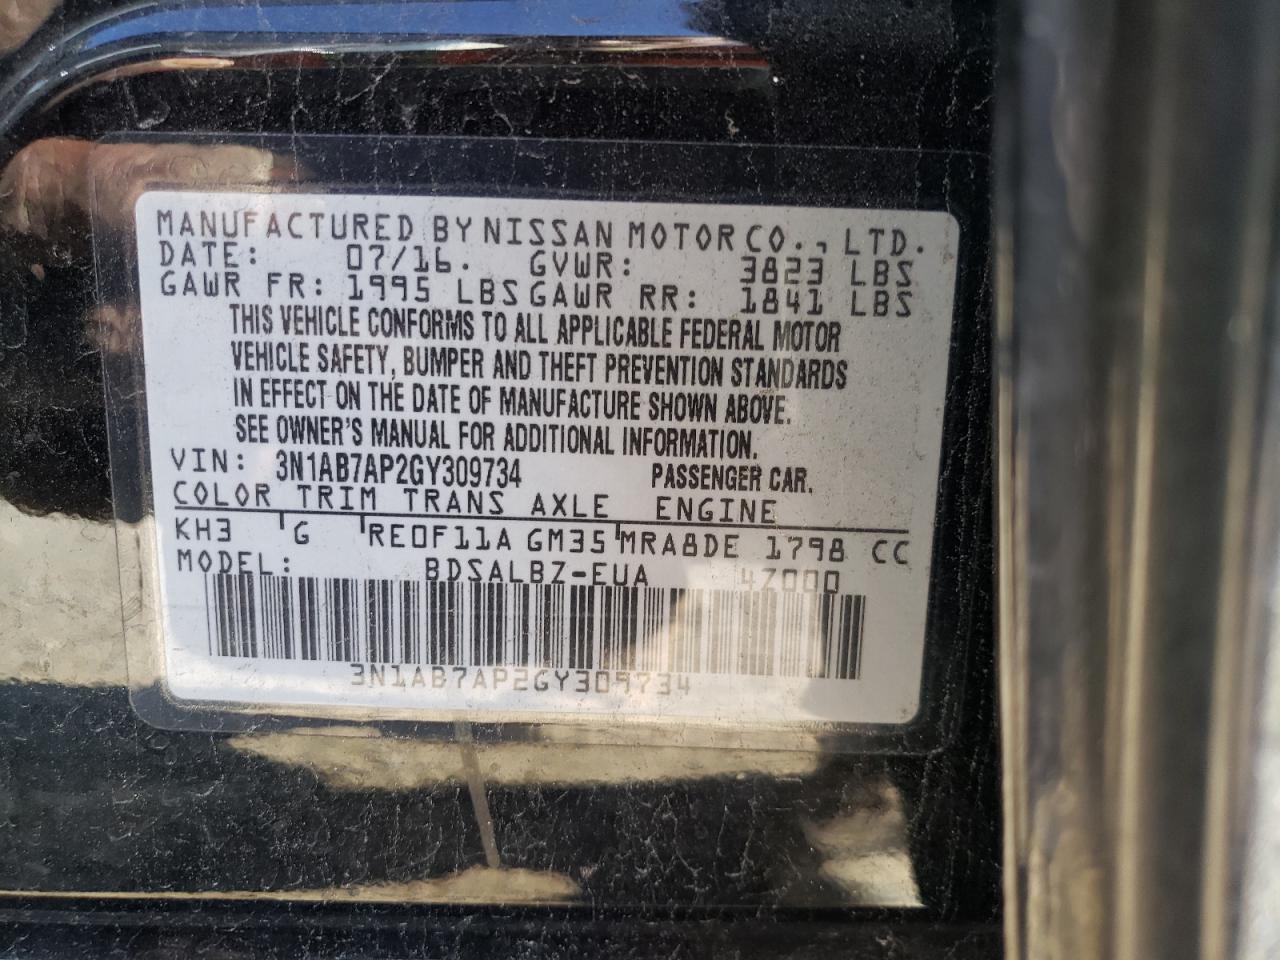 MANUFACTURED BY NISSAN MOTOR CO., LTD.
DATE: 07/16. GVWR: 3823 LBS
GAWR FR: 1995 LBS GAWR RR: 1841 LBS
THIS VEHICLE CONFORMS TO ALL APPLICABLE FEDERAL MOTOR
VEHICLE SAFETY, BUMPER AND THEFT PREVENTION STANDARDS
IN EFFECT ON THE DATE OF MANUFACTURE SHOWN ABOVE.
SEE OWNER'S MANUAL FOR ADDITIONAL INFORMATION.
VIN: 3N1AB7AP2GY309734 PASSENGER CAR.
COLOR TRIM TRANS AXLE ENGINE
KH3 G RE0F11A GM35 MRA8DE 1798 CC
MODEL: BDSALBZ-EUA 4Z000
3N1AB7AP2GY309734